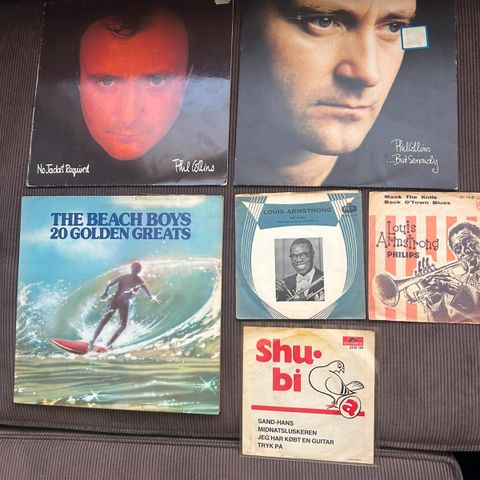 No Jacket Required
Phil Collins
Phil Collins
...But Seriously
THE BEACH BOYS
20 GOLDEN GREATS
LOUIS ARMSTRONG
Mack The Knife
Back O'Town Blues
Louis
Armstrong
PHILIPS
Shu·
bi
a
SAND-HANS
MIDNATSLUSKEREN
JEG HAR KØBT EN GUITAR
TRYK PÅ